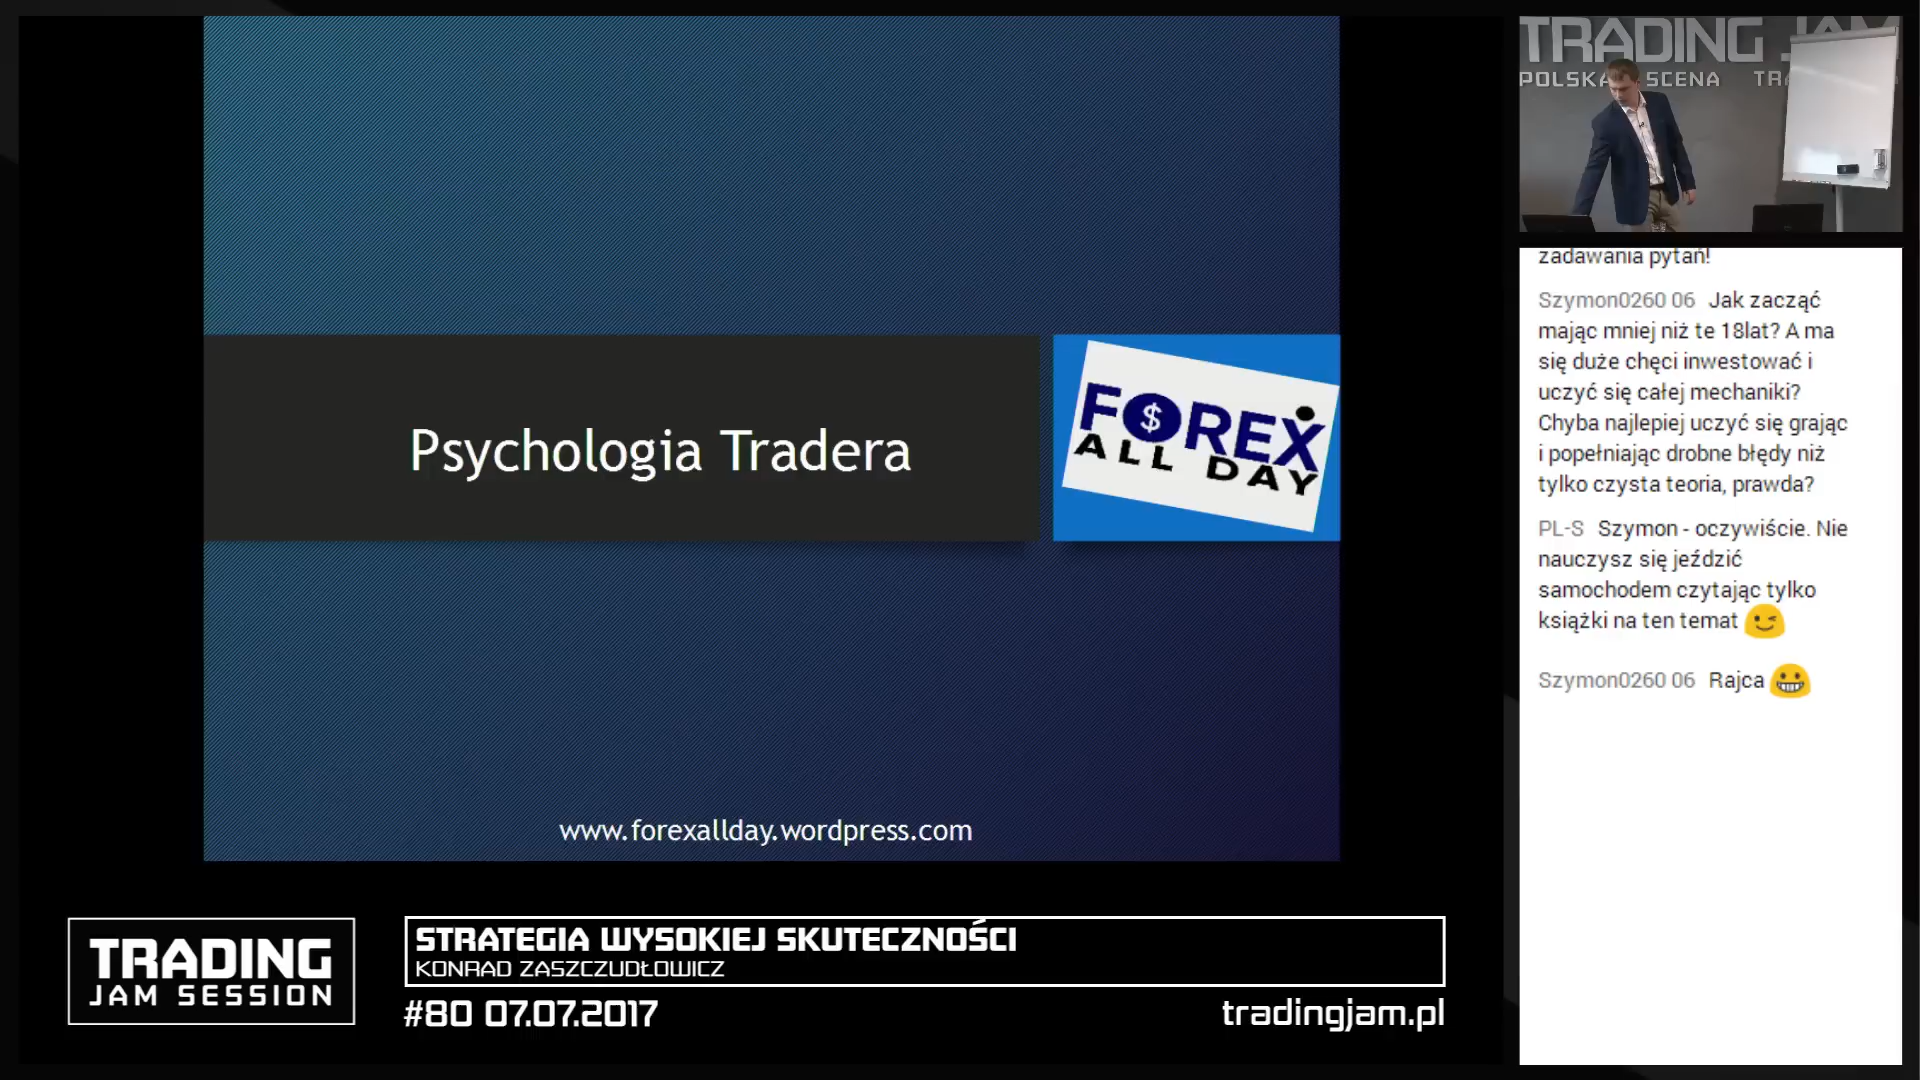 Psychologia Tradera
FOREX
ALL DAY
www.forexallday.wordpress.com
TRADING
JAM SESSION
STRATEGIA WYSOKIEJ SKUTECZNOŚCI
KONRAD ZASZCZUDŁOWICZ
#80 07.07.2017
tradingjam.pl
TRADING JAM
POLSKA SCENA TRA
zadawania pytań!
Szymon0260 06 Jak zacząć
mając mniej niż te 18lat? A ma
się duże chęci inwestować i
uczyć się całej mechaniki?
Chyba najlepiej uczyć się grając
i popełniając drobne błędy niż
tylko czysta teoria, prawda?
PL-S Szymon - oczywiście. Nie
nauczysz się jeździć
samochodem czytając tylko
książki na ten temat 😉
Szymon0260 06 Rajca 😀